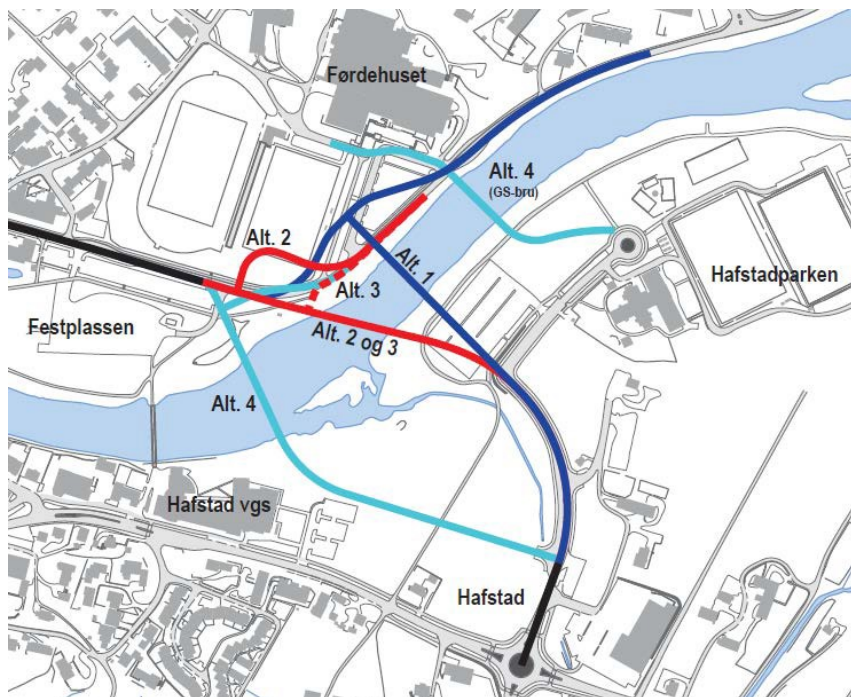 Førdehuset
Alt. 4
(GS-bru)
Alt. 2
Alt. 1
Hafstadparken
Alt. 3
Festplassen
Alt. 2 og 3
Alt. 4
Hafstad vgs
Hafstad